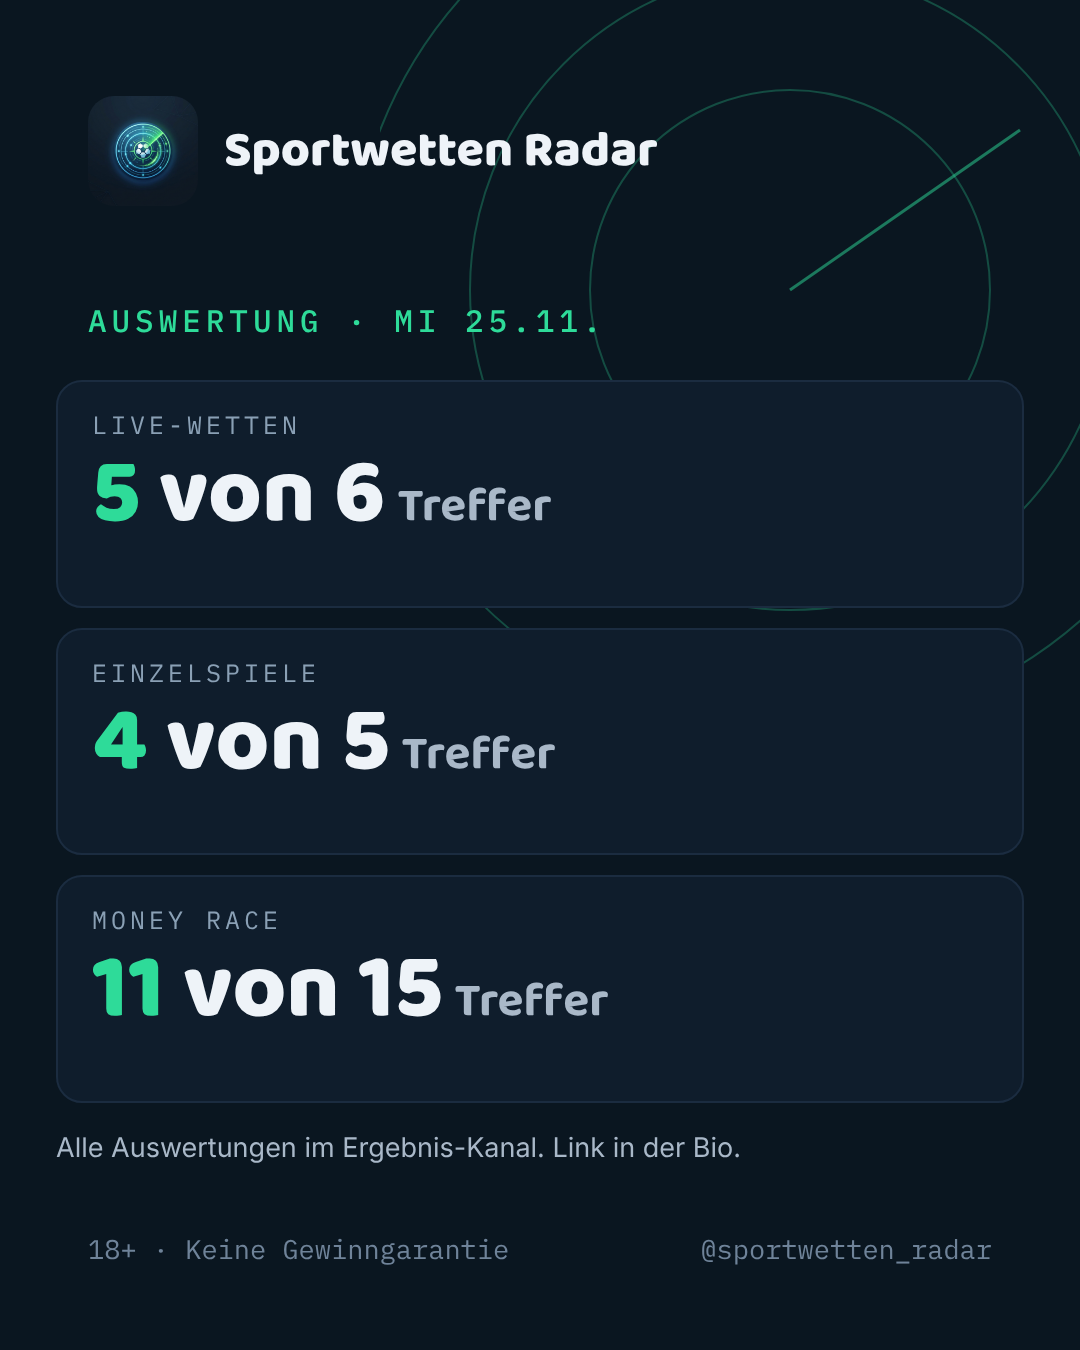 Sportwetten Radar
AUSWERTUNG · MI 25.11.
LIVE-WETTEN
5 von 6 Treffer
EINZELSPIELE
4 von 5 Treffer
MONEY RACE
11 von 15 Treffer
Alle Auswertungen im Ergebnis-Kanal. Link in der Bio.
18+ · Keine Gewinngarantie @sportwetten_radar